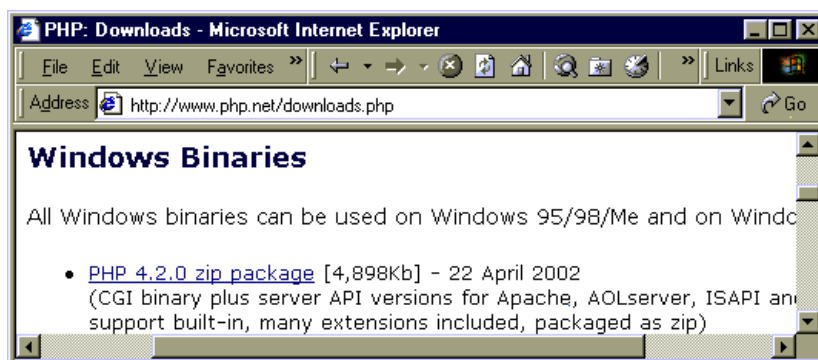 PHP: Downloads - Microsoft Internet Explorer
File Edit View Favorites » » Links
Address http://www.php.net/downloads.php Go
Windows Binaries
All Windows binaries can be used on Windows 95/98/Me and on
• PHP 4.2.0 zip package [4,898Kb] - 22 April 2002
(CGI binary plus server API versions for Apache, AOLserver, ISAPI
support built-in, many extensions included, packaged as zip)